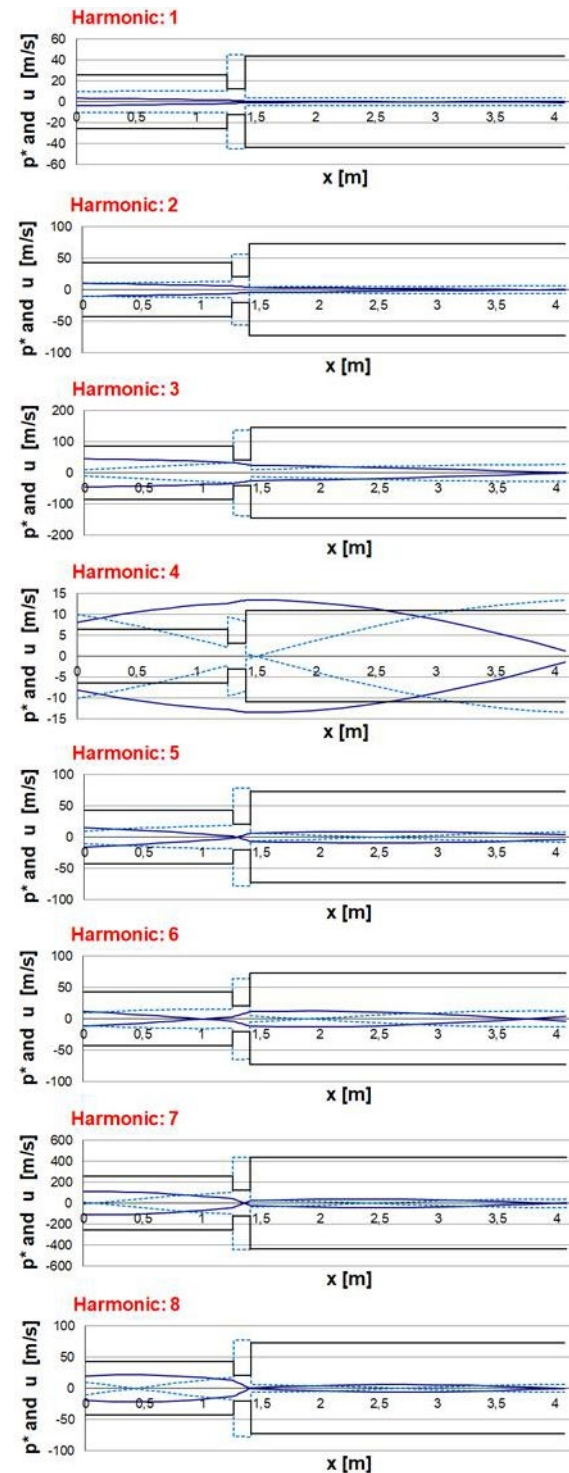 Harmonic: 1
p* and u [m/s]
60
40
20
0
-20
-40
-60
0 0,5 1 1,5 2 2,5 3 3,5 4
x [m]
Harmonic: 2
p* and u [m/s]
100
50
0
-50
-100
0 0,5 1 1,5 2 2,5 3 3,5 4
x [m]
Harmonic: 3
p* and u [m/s]
200
100
0
-100
-200
0 0,5 1 1,5 2 2,5 3 3,5 4
x [m]
Harmonic: 4
p* and u [m/s]
15
10
5
0
-5
-10
-15
0 0,5 1 1,5 2 2,5 3 3,5 4
x [m]
Harmonic: 5
p* and u [m/s]
100
50
0
-50
-100
0 0,5 1 1,5 2 2,5 3 3,5 4
x [m]
Harmonic: 6
p* and u [m/s]
100
50
0
-50
-100
0 0,5 1 1,5 2 2,5 3 3,5 4
x [m]
Harmonic: 7
p* and u [m/s]
600
400
200
0
-200
-400
-600
0 0,5 1 1,5 2 2,5 3 3,5 4
x [m]
Harmonic: 8
p* and u [m/s]
100
50
0
-50
-100
0 0,5 1 1,5 2 2,5 3 3,5 4
x [m]